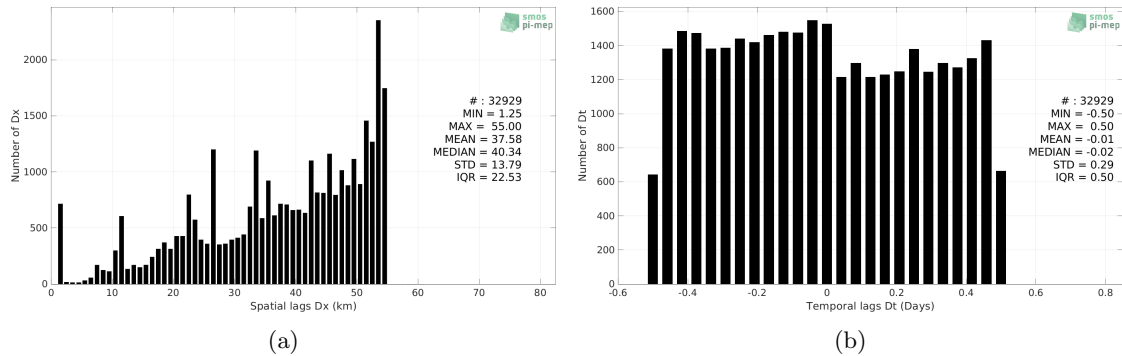 smos
pi-mep
2000
1500
1000
500
0
Number of Dx
# : 32929
MIN = 1.25
MAX = 55.00
MEAN = 37.58
MEDIAN = 40.34
STD = 13.79
IQR = 22.53
0 10 20 30 40 50 60 70 80
Spatial lags Dx (km)
(a)
smos
pi-mep
1600
1400
1200
1000
800
600
400
200
0
Number of Dt
# : 32929
MIN = -0.50
MAX = 0.50
MEAN = -0.01
MEDIAN = -0.02
STD = 0.29
IQR = 0.50
-0.6 -0.4 -0.2 0 0.2 0.4 0.6 0.8
Temporal lags Dt (Days)
(b)